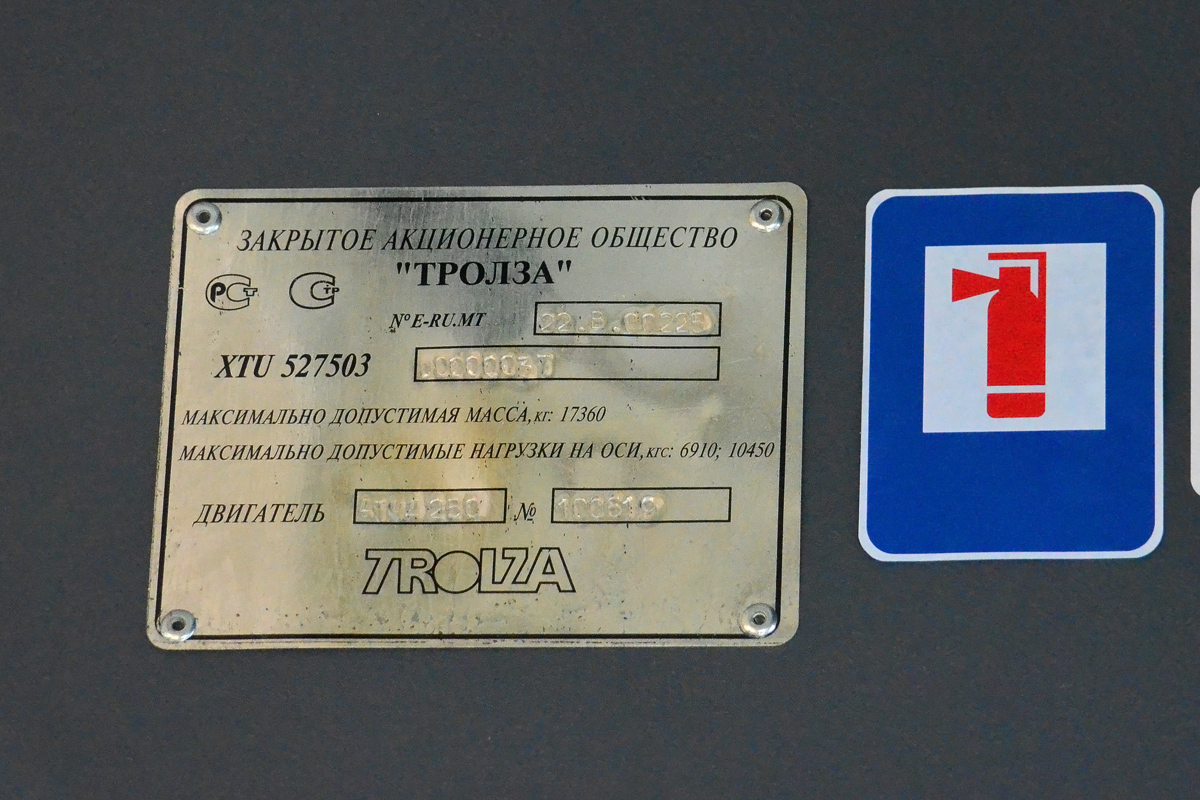 ЗАКРЫТОЕ АКЦИОНЕРНОЕ ОБЩЕСТВО
"ТРОЛЗА"
№ E-RU.MT
XTU 527503
МАКСИМАЛЬНО ДОПУСТИМАЯ МАССА, кг: 17360
МАКСИМАЛЬНО ДОПУСТИМЫЕ НАГРУЗКИ НА ОСИ, кгс: 6910; 10450
ДВИГАТЕЛЬ №
TROLZA